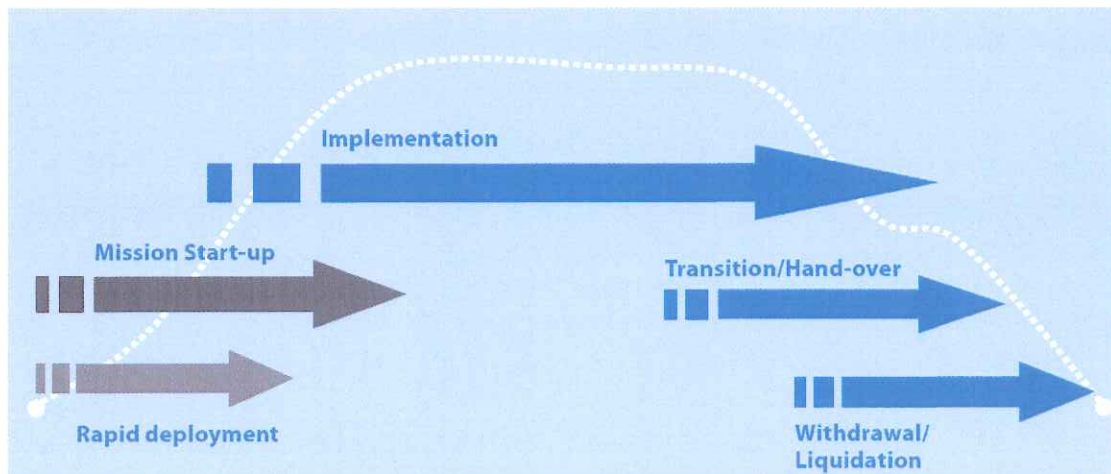 Implementation
Mission Start-up
Transition/Hand-over
Rapid deployment
Withdrawal/
Liquidation